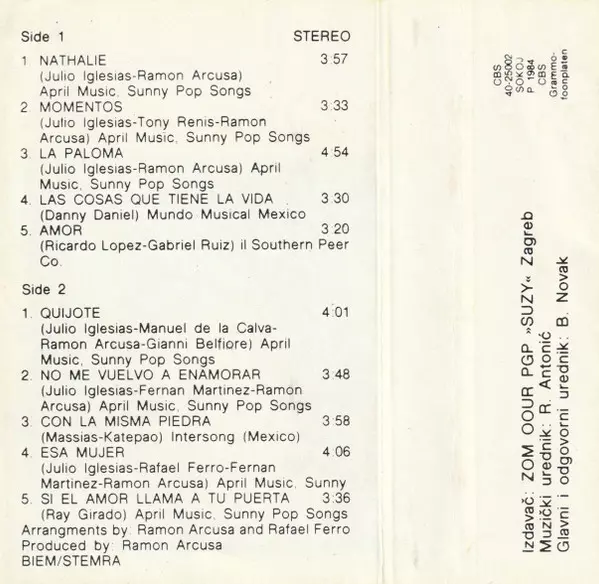 Side 1 STEREO
1 NATHALIE 3:57
(Julio Iglesias-Ramon Arcusa)
April Music, Sunny Pop Songs
2. MOMENTOS 3:33
(Julio Iglesias-Tony Renis-Ramon
Arcusa) April Music, Sunny Pop Songs
3. LA PALOMA 4:54
(Julio Iglesias-Ramon Arcusa) April
Music, Sunny Pop Songs
4. LAS COSAS QUE TIENE LA VIDA 3:30
(Danny Daniel) Mundo Musical Mexico
5. AMOR 3:20
(Ricardo Lopez-Gabriel Ruiz) il Southern Peer
Co.
Side 2
1. QUIJOTE 4:01
(Julio Iglesias-Manuel de la Calva-
Ramon Arcusa-Gianni Belfiore) April
Music, Sunny Pop Songs
2. NO ME VUELVO A ENAMORAR 3:48
(Julio Iglesias-Fernan Martinez-Ramon
Arcusa) April Music, Sunny Pop Songs
3. CON LA MISMA PIEDRA 3:58
(Massias-Katepao) Intersong (Mexico)
4. ESA MUJER 4:06
(Julio Iglesias-Rafael Ferro-Fernan
Martinez-Ramon Arcusa) April Music, Sunny
5. SI EL AMOR LLAMA A TU PUERTA 3:36
(Ray Girado) April Music, Sunny Pop Songs
Arrangments by: Ramon Arcusa and Rafael Ferro
Produced by: Ramon Arcusa
BIEM/STEMRA
CBS
40-25002
SOKOJ
P 1984
CBS
Grammo-
foonplaten
Izdavač: ZOM OOUR PGP »SUZY« Zagreb
Muzički urednik: R. Antonić
Glavni i odgovorni urednik: B. Novak